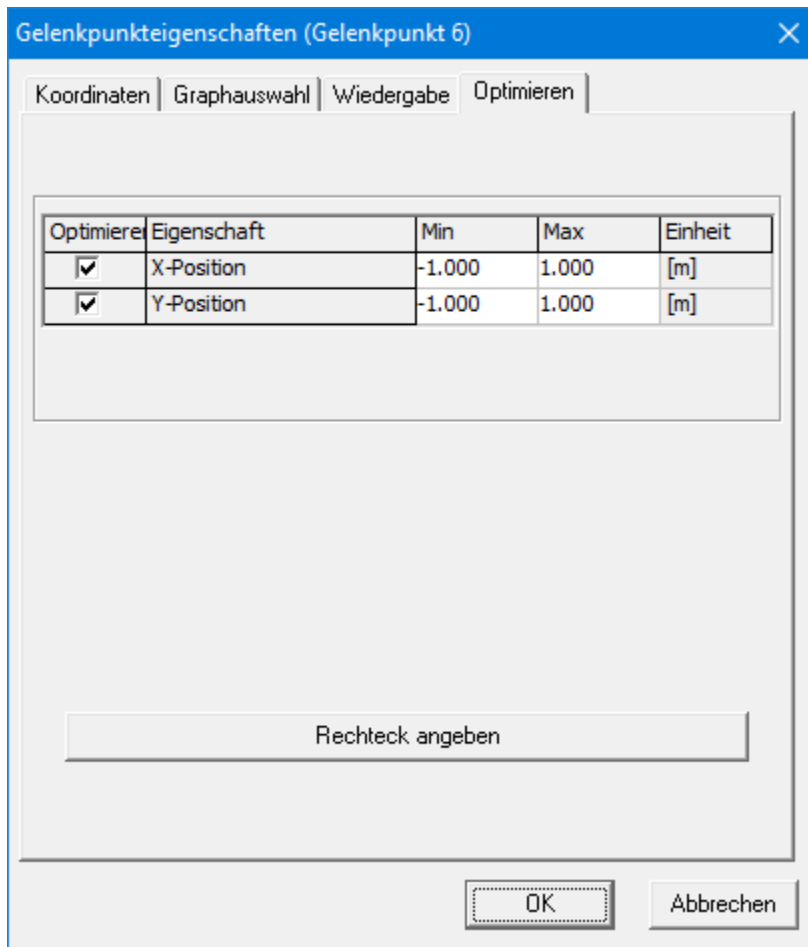 Gelenkpunkteigenschaften (Gelenkpunkt 6)
Koordinaten Graphauswahl Wiedergabe Optimieren
Optimieren Eigenschaft Min Max Einheit
X-Position -1.000 1.000 [m]
Y-Position -1.000 1.000 [m]
Rechteck angeben
OK Abbrechen